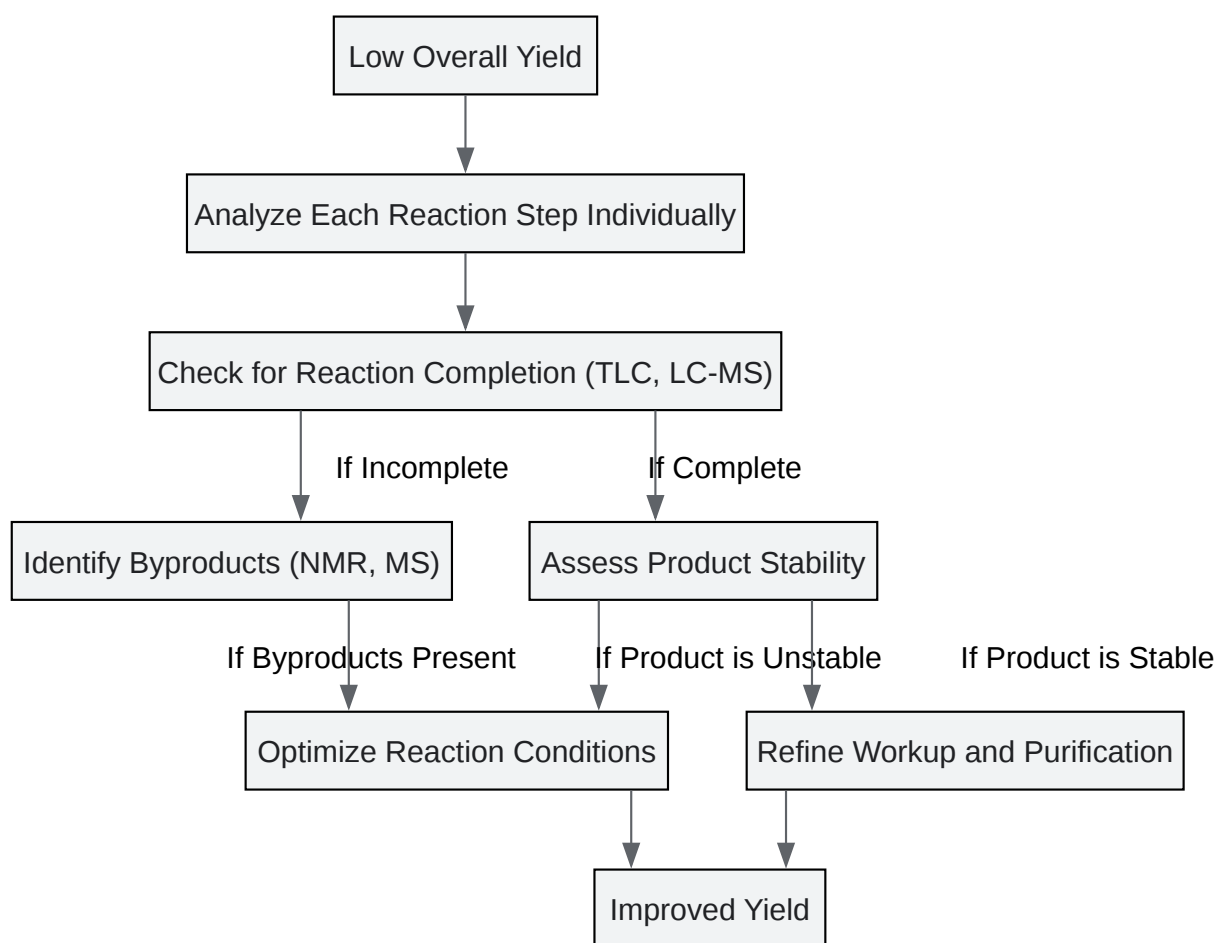 Low Overall Yield
Analyze Each Reaction Step Individually
Check for Reaction Completion (TLC, LC-MS)
If Incomplete
If Complete
Identify Byproducts (NMR, MS)
Assess Product Stability
If Byproducts Present
If Product is Unstable
If Product is Stable
Optimize Reaction Conditions
Refine Workup and Purification
Improved Yield